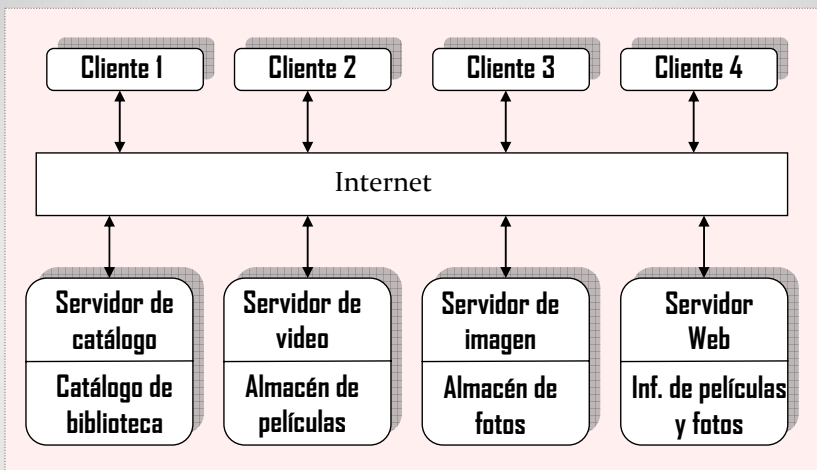 Cliente 1
Cliente 2
Cliente 3
Cliente 4
Internet
Servidor de
catálogo
Catálogo de
biblioteca
Servidor de
video
Almacén de
películas
Servidor de
imagen
Almacén de
fotos
Servidor
Web
Inf. de películas
y fotos